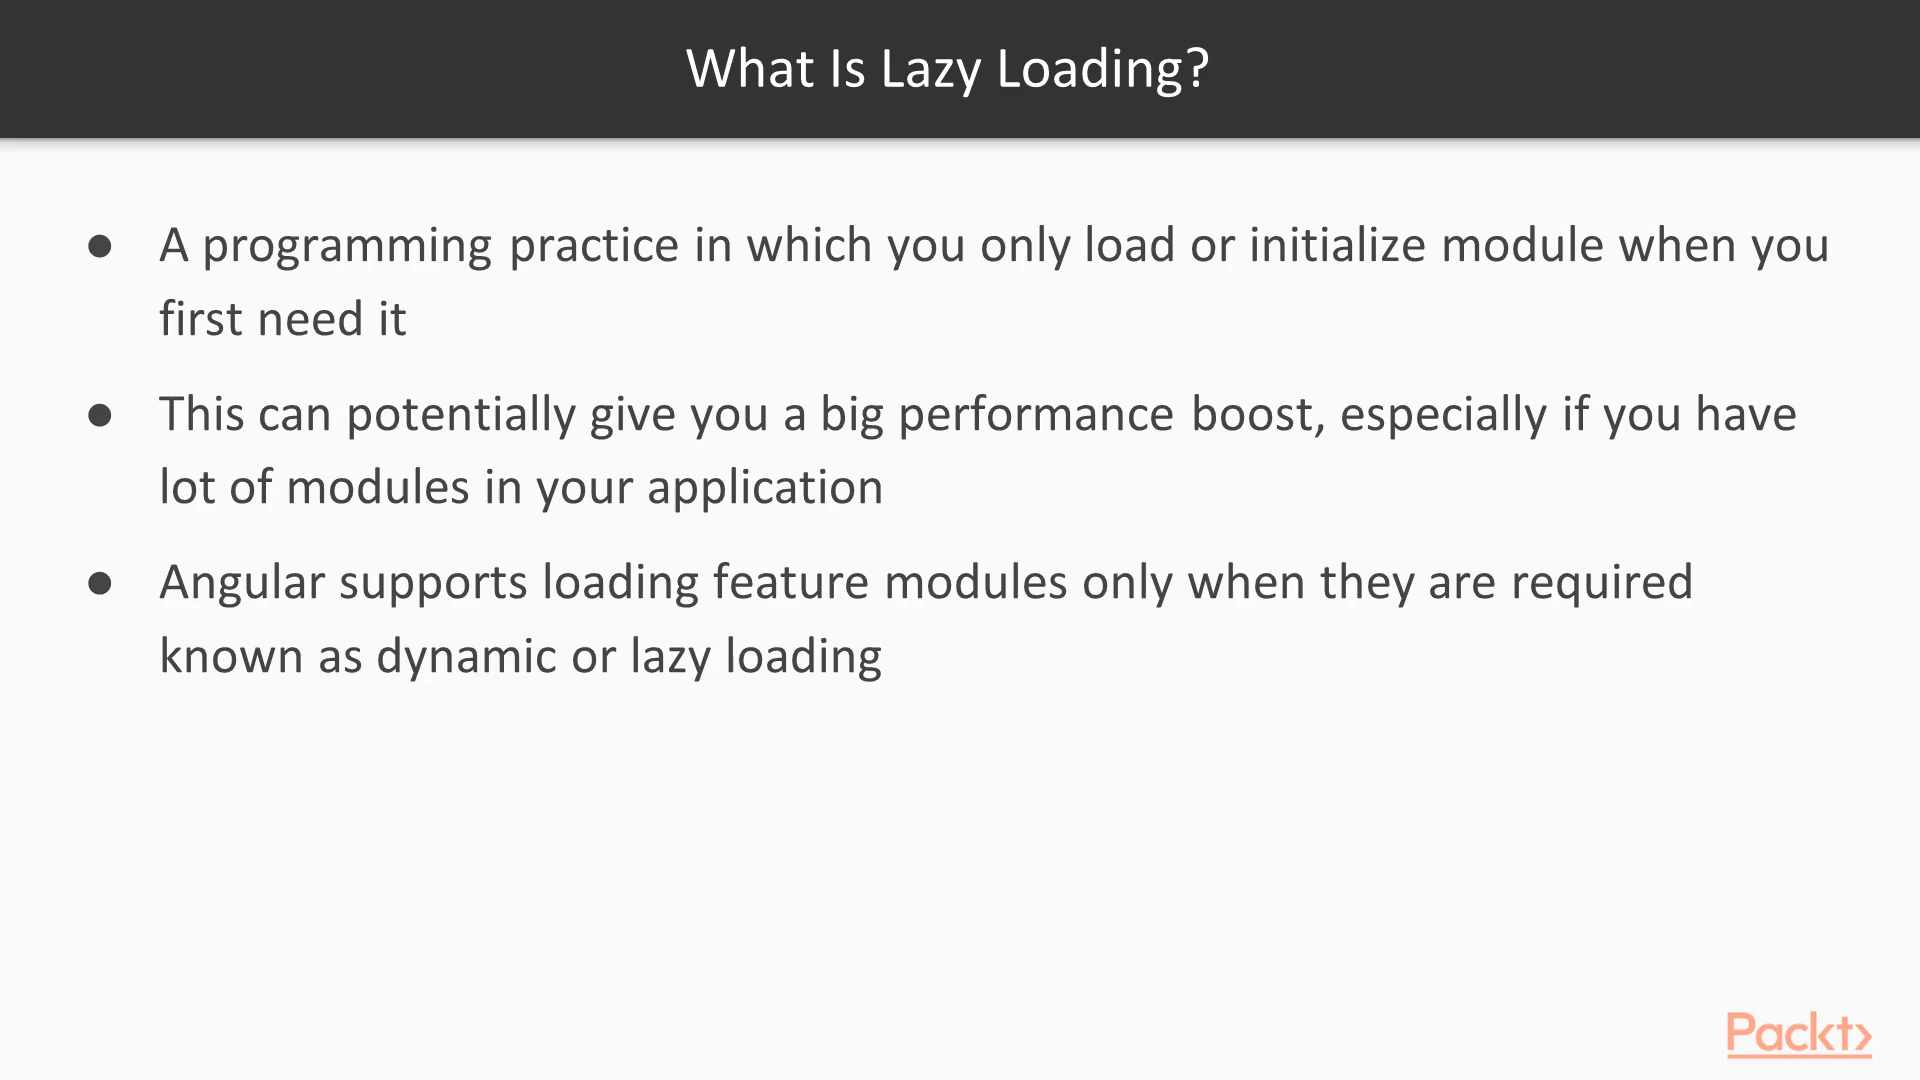 What Is Lazy Loading?
● A programming practice in which you only load or initialize module when you
first need it
● This can potentially give you a big performance boost, especially if you have
lot of modules in your application
● Angular supports loading feature modules only when they are required
known as dynamic or lazy loading
Packt>